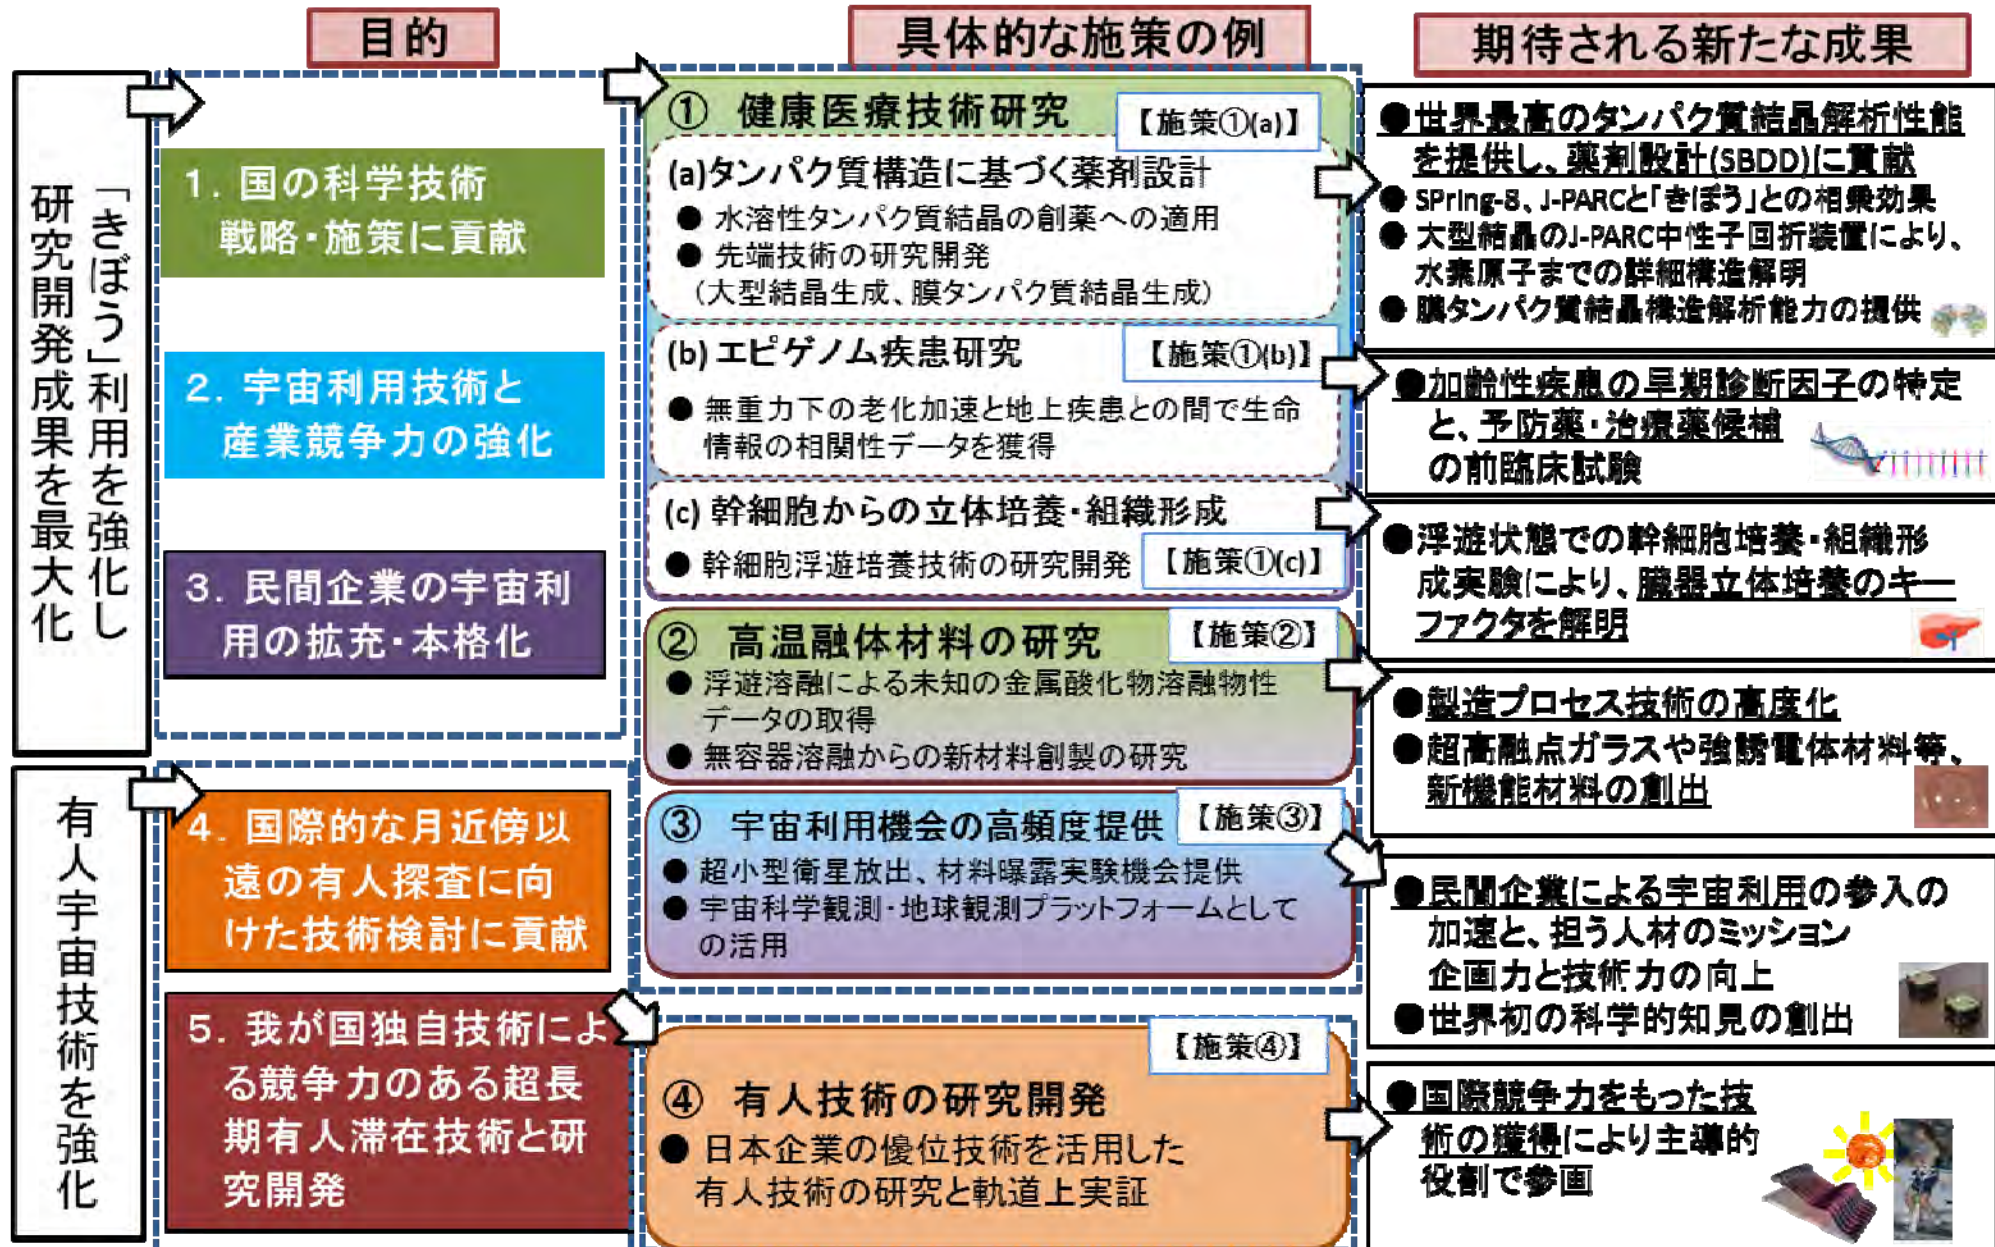 目的
具体的な施策の例
期待される新たな成果
「きぼう」利用を強化し
研究開発成果を最大化
1. 国の科学技術
戦略・施策に貢献
2. 宇宙利用技術と
産業競争力の強化
3. 民間企業の宇宙利
用の拡充・本格化
有人宇宙技術を強化
4. 国際的な月近傍以
遠の有人探査に向
けた技術検討に貢献
5. 我が国独自技術によ
る競争力のある超長
期有人滞在技術と研
究開発
① 健康医療技術研究
【施策①(a)】
(a)タンパク質構造に基づく薬剤設計
● 水溶性タンパク質結晶の創薬への適用
● 先端技術の研究開発
(大型結晶生成、膜タンパク質結晶生成)
(b) エピゲノム疾患研究
【施策①(b)】
● 無重力下の老化加速と地上疾患との間で生命
情報の相関性データを獲得
(c) 幹細胞からの立体培養・組織形成
● 幹細胞浮遊培養技術の研究開発
【施策①(c)】
② 高温融体材料の研究
【施策②】
● 浮遊溶融による未知の金属酸化物溶融物性
データの取得
● 無容器溶融からの新材料創製の研究
③ 宇宙利用機会の高頻度提供
【施策③】
● 超小型衛星放出、材料曝露実験機会提供
● 宇宙科学観測・地球観測プラットフォームとして
の活用
【施策④】
④ 有人技術の研究開発
● 日本企業の優位技術を活用した
有人技術の研究と軌道上実証
●世界最高のタンパク質結晶解析性能
を提供し、薬剤設計(SBDD)に貢献
● SPring-8、J-PARCと「きぼう」との相乗効果
● 大型結晶のJ-PARC中性子回折装置により、
水素原子までの詳細構造解明
● 膜タンパク質結晶構造解析能力の提供
●加齢性疾患の早期診断因子の特定
と、予防薬・治療薬候補
の前臨床試験
●浮遊状態での幹細胞培養・組織形
成実験により、臓器立体培養のキー
ファクタを解明
●製造プロセス技術の高度化
●超高融点ガラスや強誘電体材料等、
新機能材料の創出
●民間企業による宇宙利用の参入の
加速と、担う人材のミッション
企画力と技術力の向上
●世界初の科学的知見の創出
●国際競争力をもった技
術の獲得により主導的
役割で参画